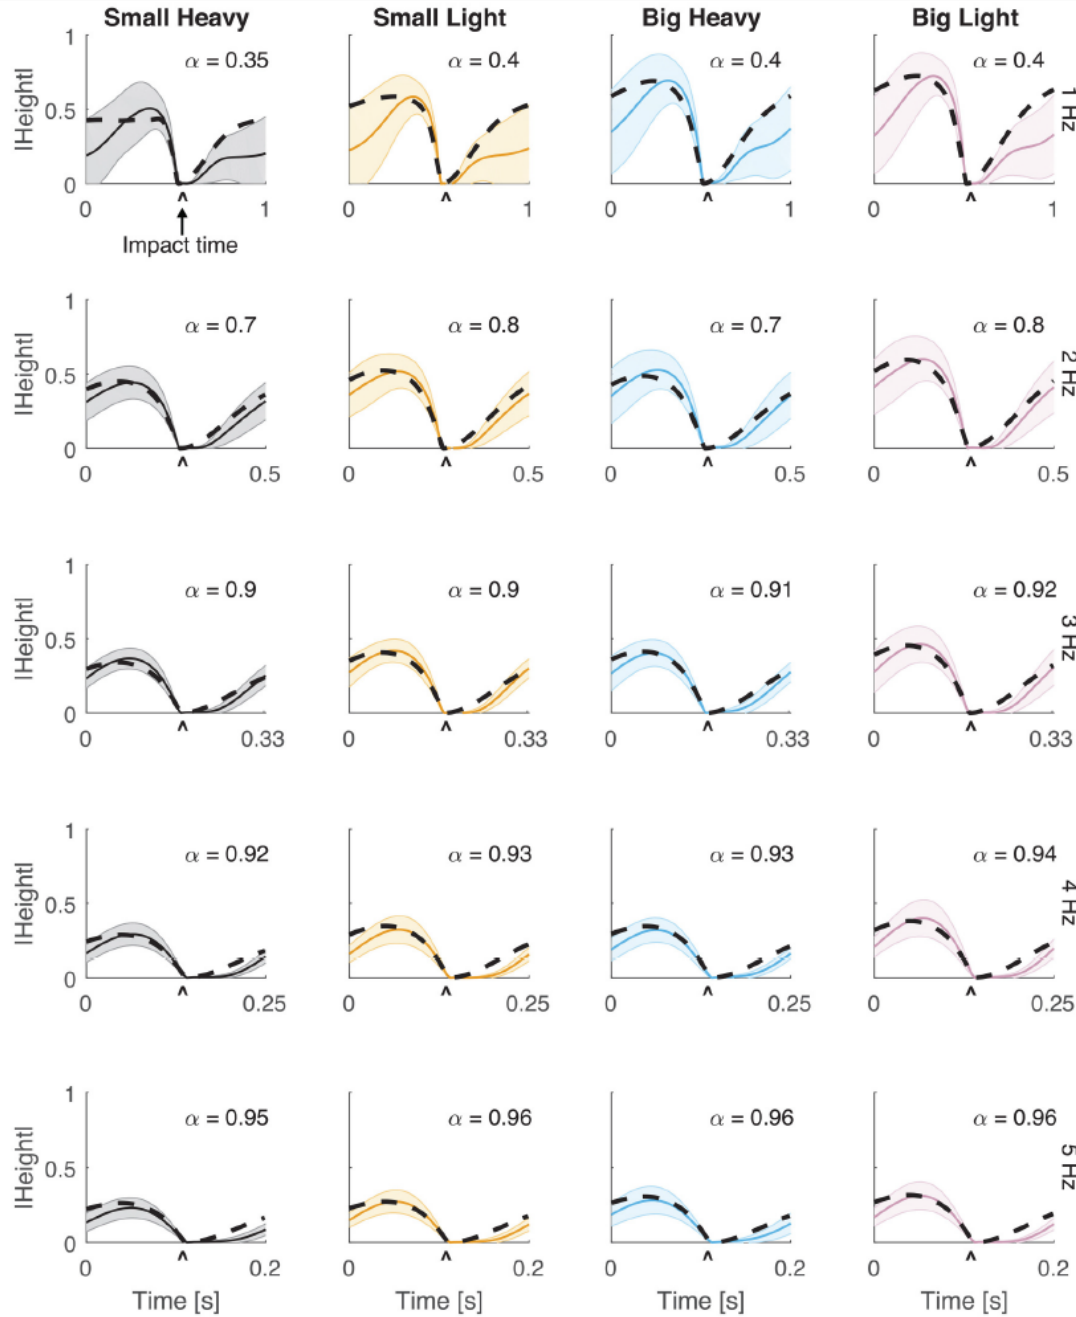 Small Heavy Small Light Big Heavy Big Light
1 α = 0.35 α = 0.4 α = 0.4 α = 0.4
|Height| 0.5 1 Hz
0
0 ^ 1 0 ^ 1 0 ^ 1 0 ^ 1
Impact time
1 α = 0.7 α = 0.8 α = 0.7 α = 0.8
|Height| 0.5 2 Hz
0
0 ^ 0.5 0 ^ 0.5 0 ^ 0.5 0 ^ 0.5
1 α = 0.9 α = 0.9 α = 0.91 α = 0.92
|Height| 0.5 3 Hz
0
0 ^ 0.33 0 ^ 0.33 0 ^ 0.33 0 ^ 0.33
1 α = 0.92 α = 0.93 α = 0.93 α = 0.94
|Height| 0.5 4 Hz
0
0 ^ 0.25 0 ^ 0.25 0 ^ 0.25 0 ^ 0.25
1 α = 0.95 α = 0.96 α = 0.96 α = 0.96
|Height| 0.5 5 Hz
0
0 ^ 0.2 0 ^ 0.2 0 ^ 0.2 0 ^ 0.2
Time [s] Time [s] Time [s] Time [s]